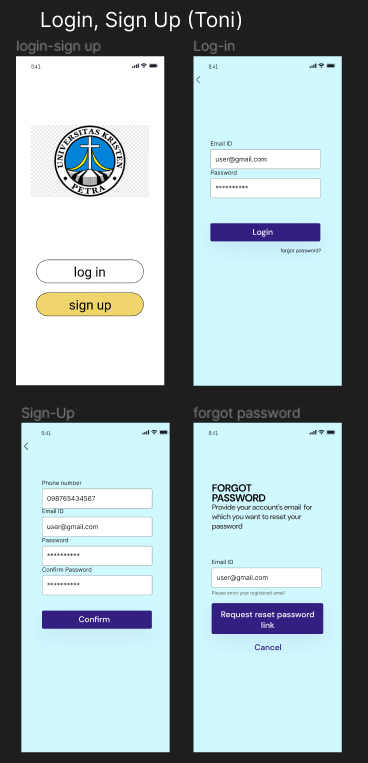 Login, Sign Up (Toni)
login-sign up
9:41
UNIVERSITAS KRISTEN
PETRA
log in
sign up
Log-in
9:41
Email ID
user@gmail.com
Password
**********
Login
forgot password?
Sign-Up
9:41
Phone number
098765434567
Email ID
user@gmail.com
Password
**********
Confirm Password
**********
Confirm
forgot password
9:41
FORGOT
PASSWORD
Provide your account's email for
which you want to reset your
password
Email ID
user@gmail.com
Please enter your registered email
Request reset password
link
Cancel